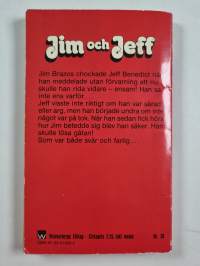 Jim och Jeff
Jim Brazos chockade Jeff Benedict när
han meddelade utan förvarning att han
skulle han rida vidare – ensam! Han sa
inte ens varför.
Jeff visste inte riktigt om han var sårad
eller arg, men han började undra om inte
något var på tok. När han sedan fick höra
hur Jim betedde sig blev han säker. Han
skulle lösa gåtan!
Som var både svår och farlig...
W
Wennerbergs Förlag
Nr. 38